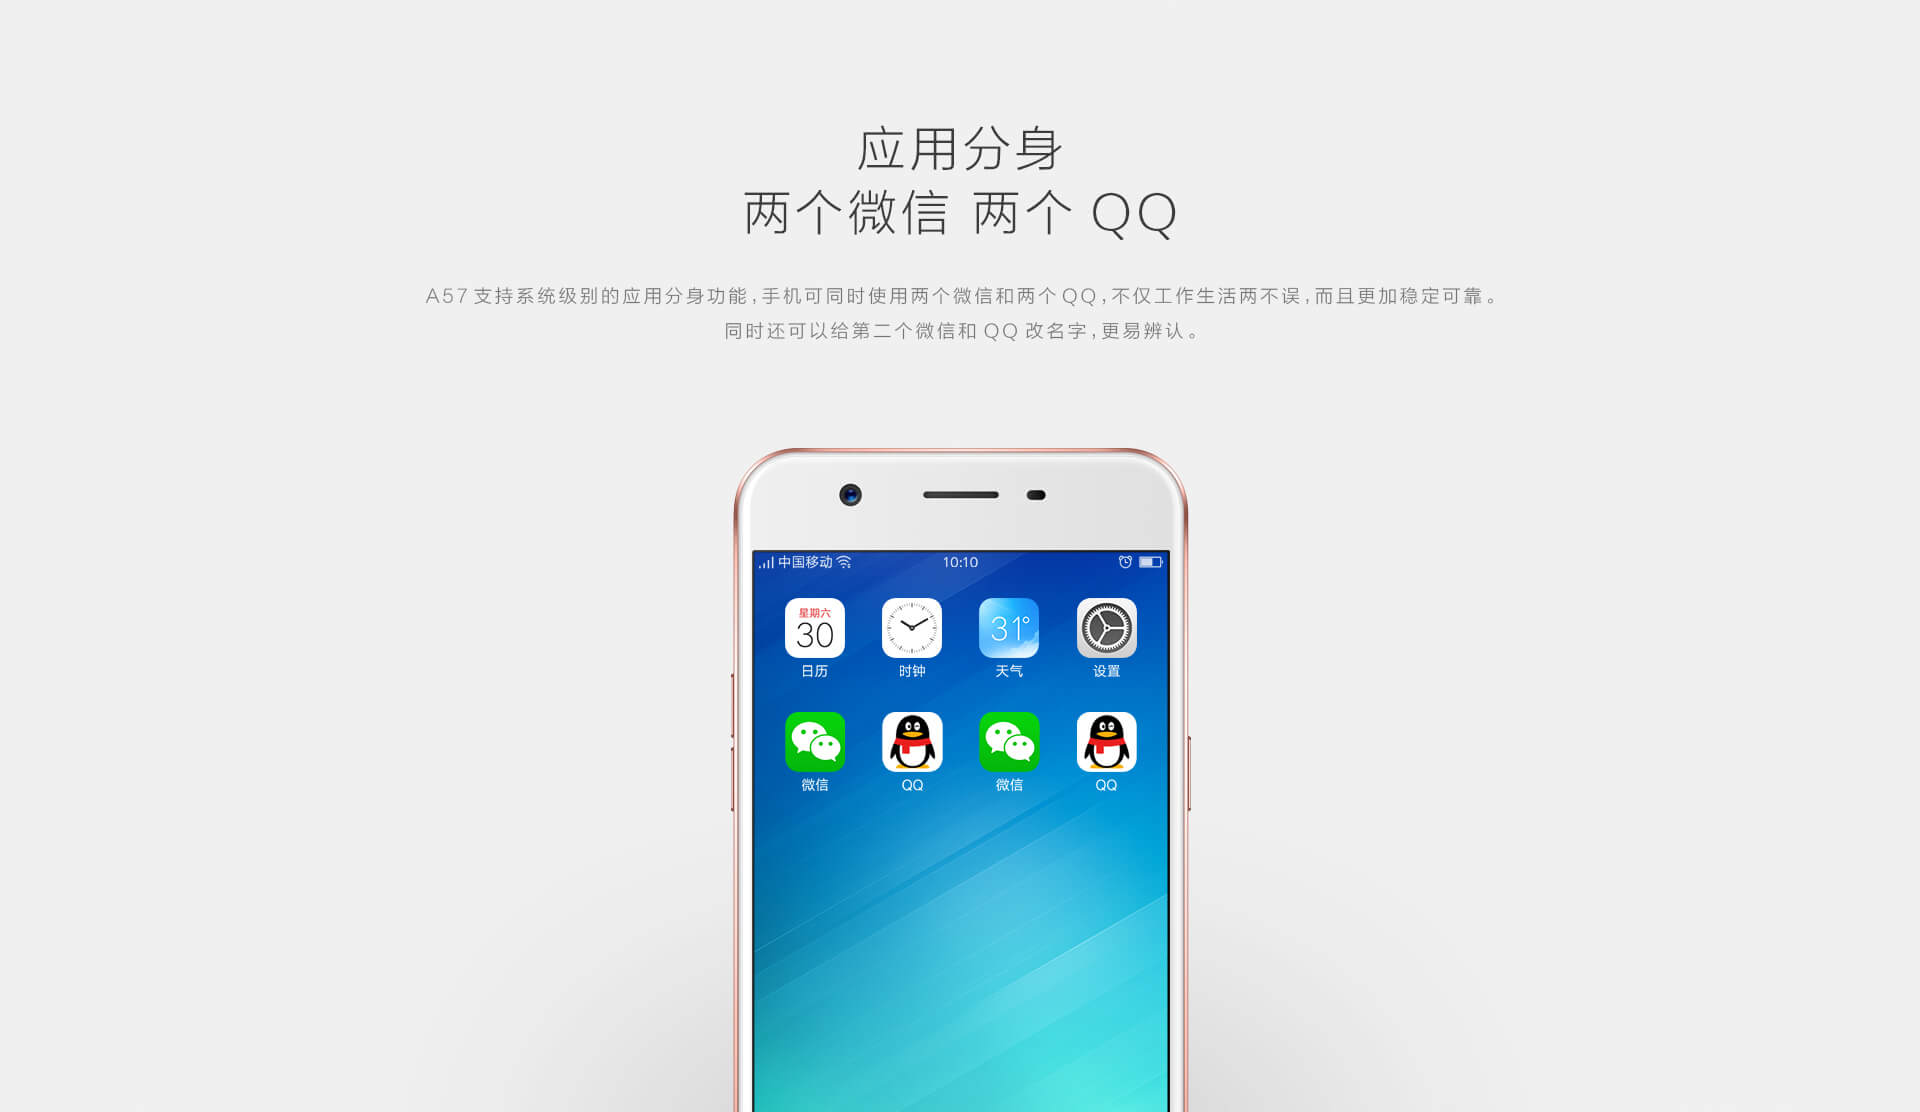 应用分身
两个微信 两个 QQ
A57 支持系统级别的应用分身功能，手机可同时使用两个微信和两个 QQ，不仅工作生活两不误，而且更加稳定可靠。
同时还可以给第二个微信和 QQ 改名字，更易辨认。
中国移动 10:10
星期六
30 31°
日历 时钟 天气 设置
微信 QQ 微信 QQ